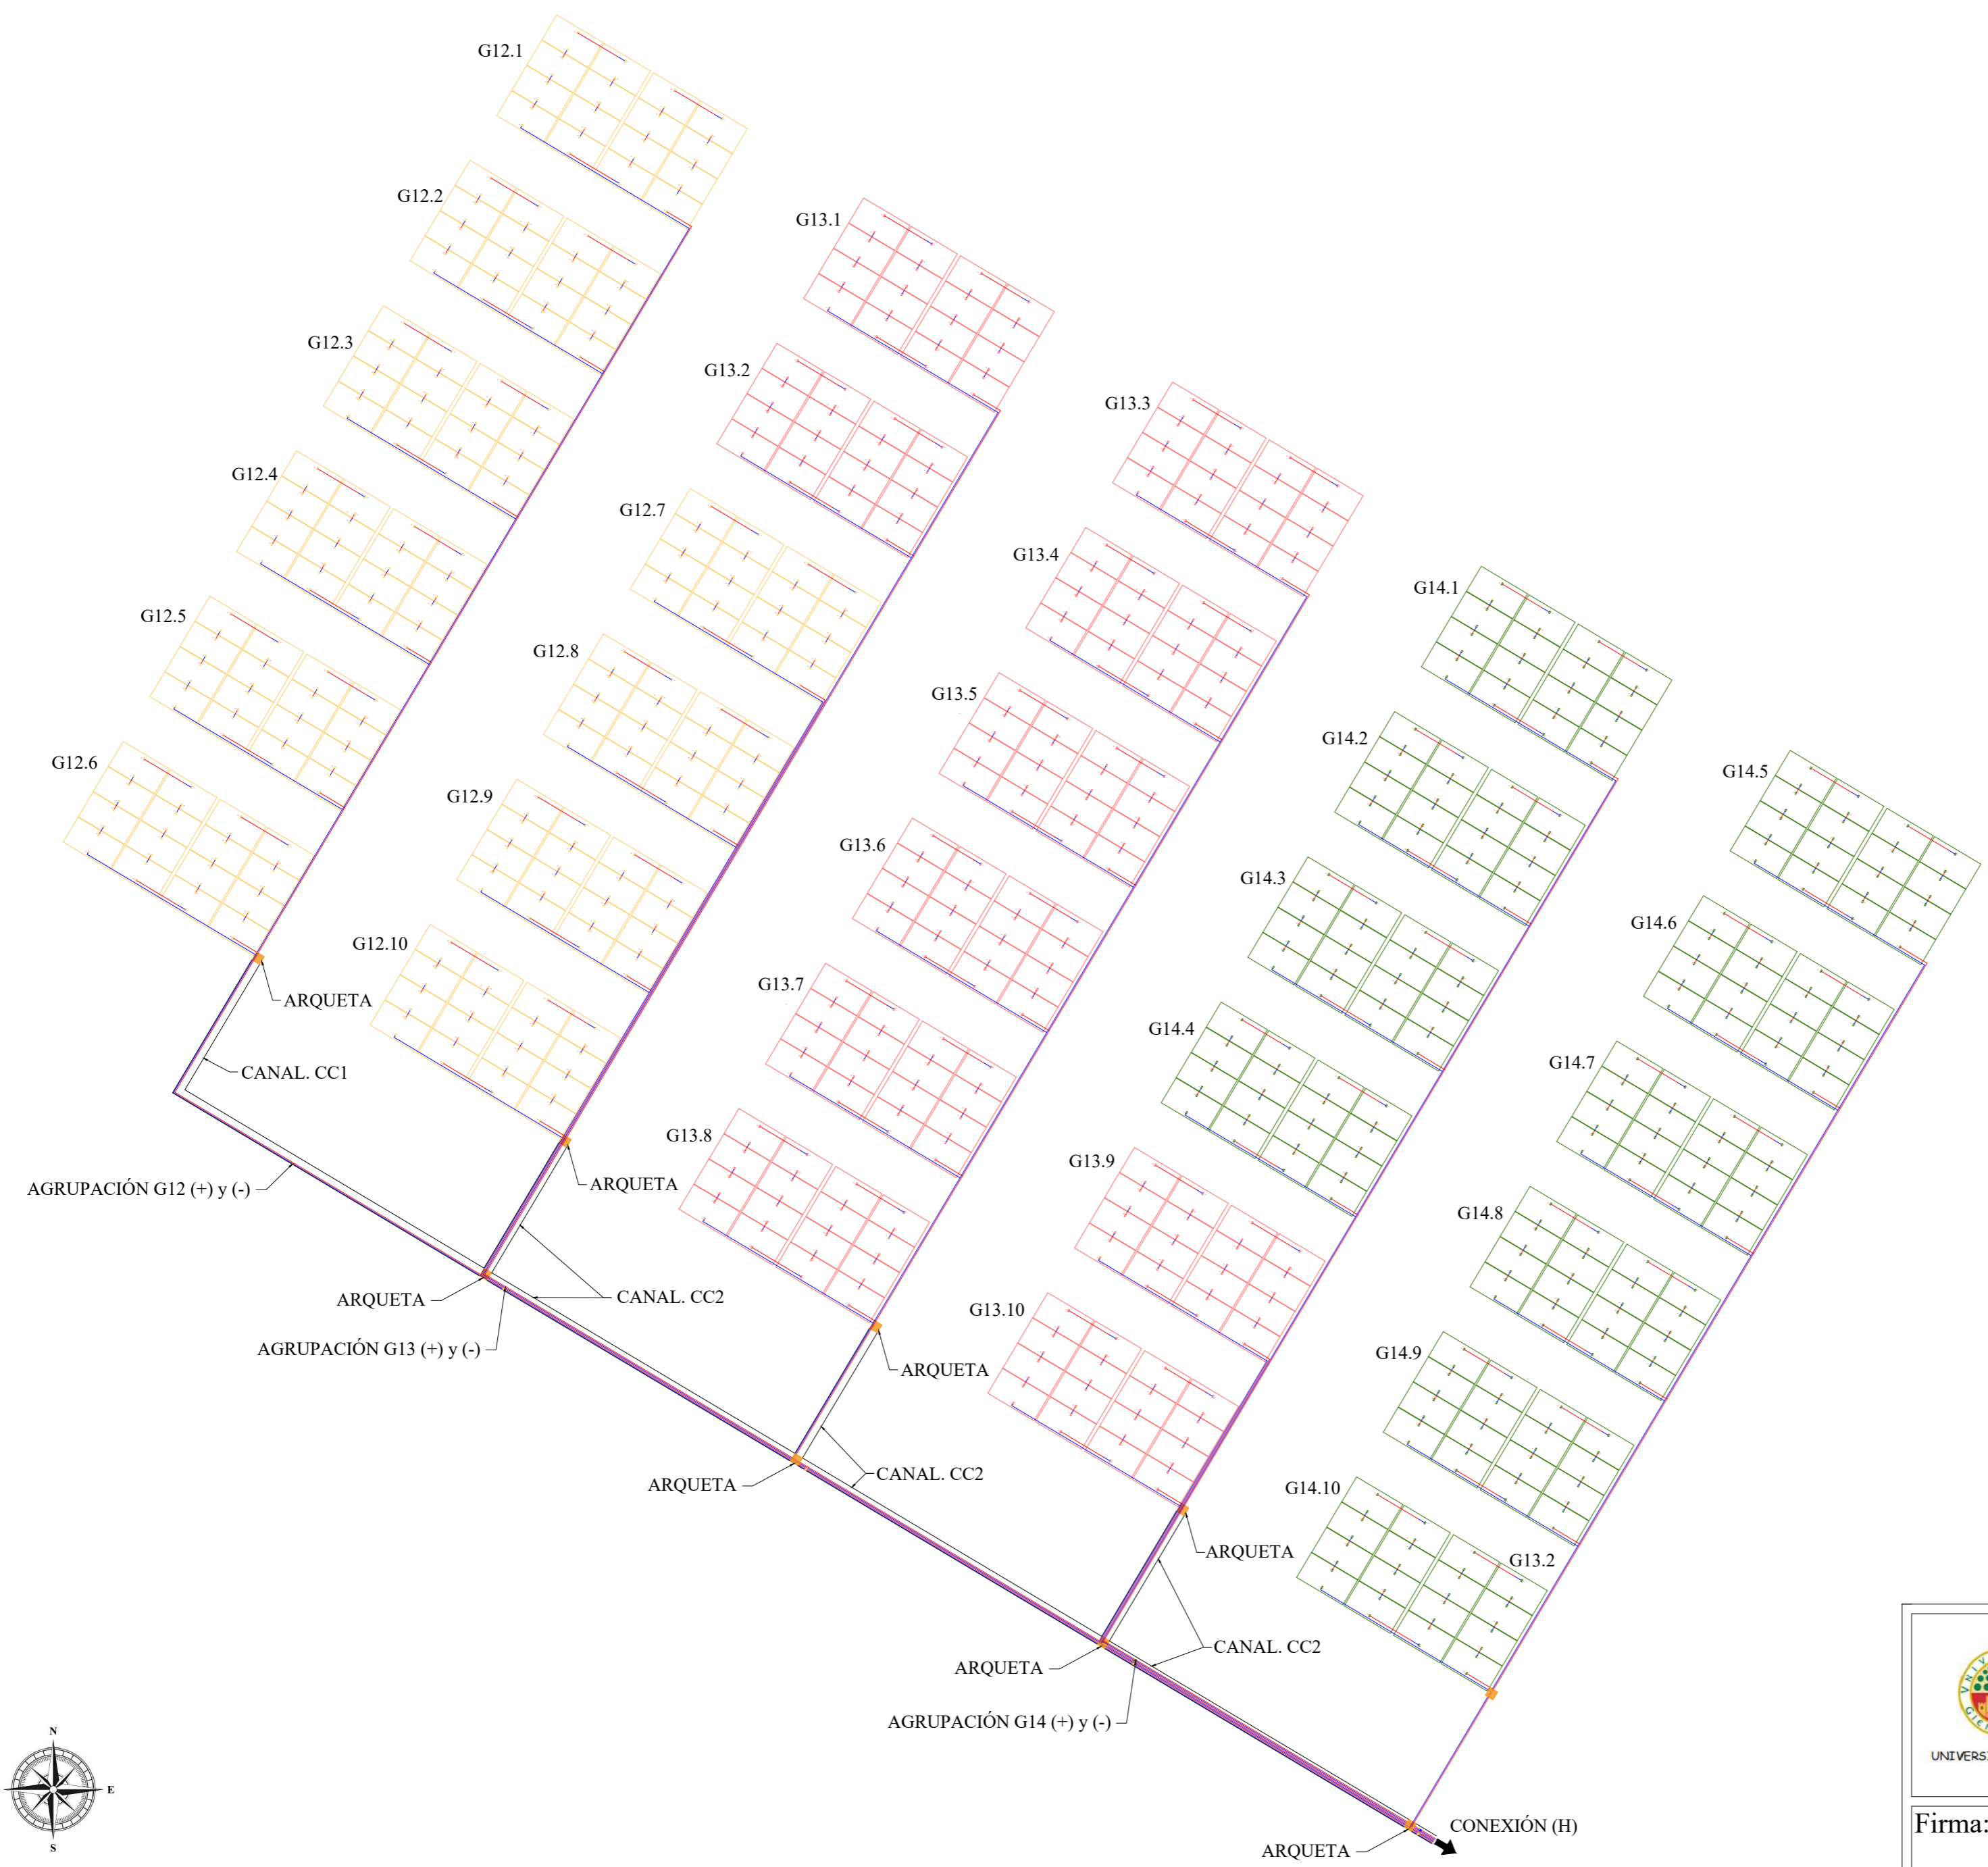 G12.1
G12.2
G13.1
G12.3
G13.2
G13.3
G12.4
G12.7
G13.4
G14.1
G12.5
G12.8
G13.5
G14.2
G12.6
G12.9
G14.5
G13.6
G14.3
G14.6
G12.10
G13.7
G14.4
G14.7
ARQUETA
CANAL. CC1
G13.8
G13.9
AGRUPACIÓN G12 (+) y (-)
ARQUETA
G14.8
ARQUETA
CANAL. CC2
G13.10
AGRUPACIÓN G13 (+) y (-)
ARQUETA
G14.9
ARQUETA
CANAL. CC2
G14.10
ARQUETA
G13.2
ARQUETA
CANAL. CC2
AGRUPACIÓN G14 (+) y (-)
N
E
S
UNIVERS
Firma:
CONEXIÓN (H)
ARQUETA